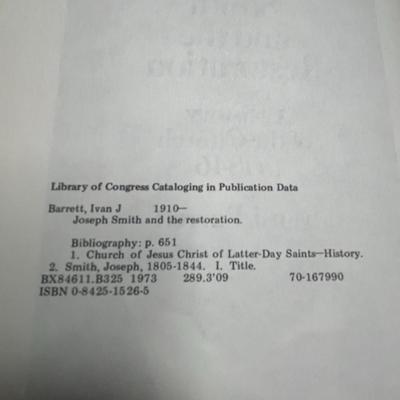 Library of Congress Cataloging in Publication Data
Barrett, Ivan J 1910—
Joseph Smith and the restoration.
Bibliography: p. 651
1. Church of Jesus Christ of Latter-Day Saints—History.
2. Smith, Joseph, 1805-1844. I. Title.
BX84611.B325 1973 289.3'09 70-167990
ISBN 0-8425-1526-5